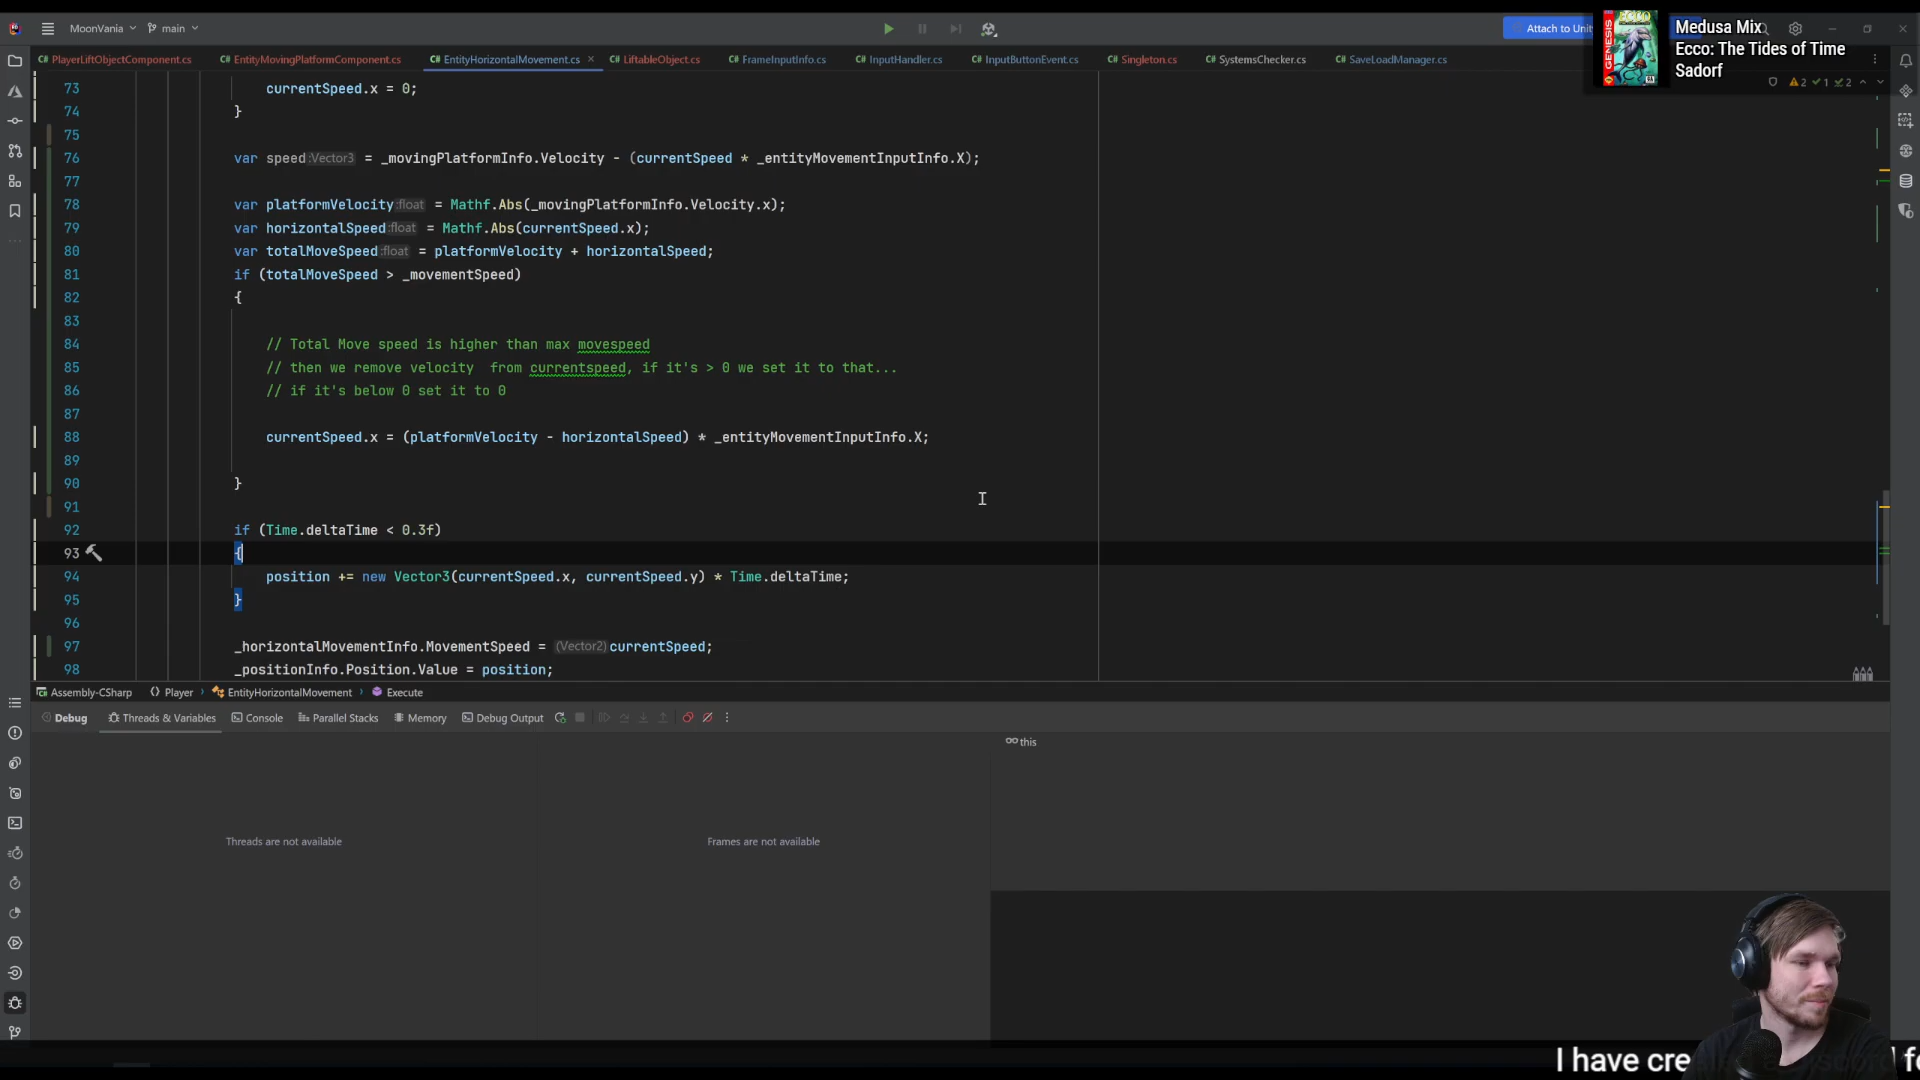 MoonVania
main
Attach to Unit
Medusa Mix
Ecco: The Tides of Time
Sadorf
GENESIS
PlayerLiftObjectComponent.cs
EntityMovingPlatformComponent.cs
EntityHorizontalMovement.cs
LiftableObject.cs
FrameInputInfo.cs
InputHandler.cs
InputButtonEvent.cs
Singleton.cs
SystemsChecker.cs
SaveLoadManager.cs
2 1 2
73 currentSpeed.x = 0;
74 }
75
76 var speed:Vector3 = _movingPlatformInfo.Velocity - (currentSpeed * _entityMovementInputInfo.X);
77
78 var platformVelocity:float = Mathf.Abs(_movingPlatformInfo.Velocity.x);
79 var horizontalSpeed:float = Mathf.Abs(currentSpeed.x);
80 var totalMoveSpeed:float = platformVelocity + horizontalSpeed;
81 if (totalMoveSpeed > _movementSpeed)
82 {
83
84 // Total Move speed is higher than max movespeed
85 // then we remove velocity  from currentspeed, if it's > 0 we set it to that...
86 // if it's below 0 set it to 0
87
88 currentSpeed.x = (platformVelocity - horizontalSpeed) * _entityMovementInputInfo.X;
89
90 }
91
92 if (Time.deltaTime < 0.3f)
93 {
94 position += new Vector3(currentSpeed.x, currentSpeed.y) * Time.deltaTime;
95 }
96
97 _horizontalMovementInfo.MovementSpeed = (Vector2)currentSpeed;
98 _positionInfo.Position.Value = position;
Assembly-CSharp
Player
EntityHorizontalMovement
Execute
Debug
Threads & Variables
Console
Parallel Stacks
Memory
Debug Output
this
Threads are not available
Frames are not available
I have cre